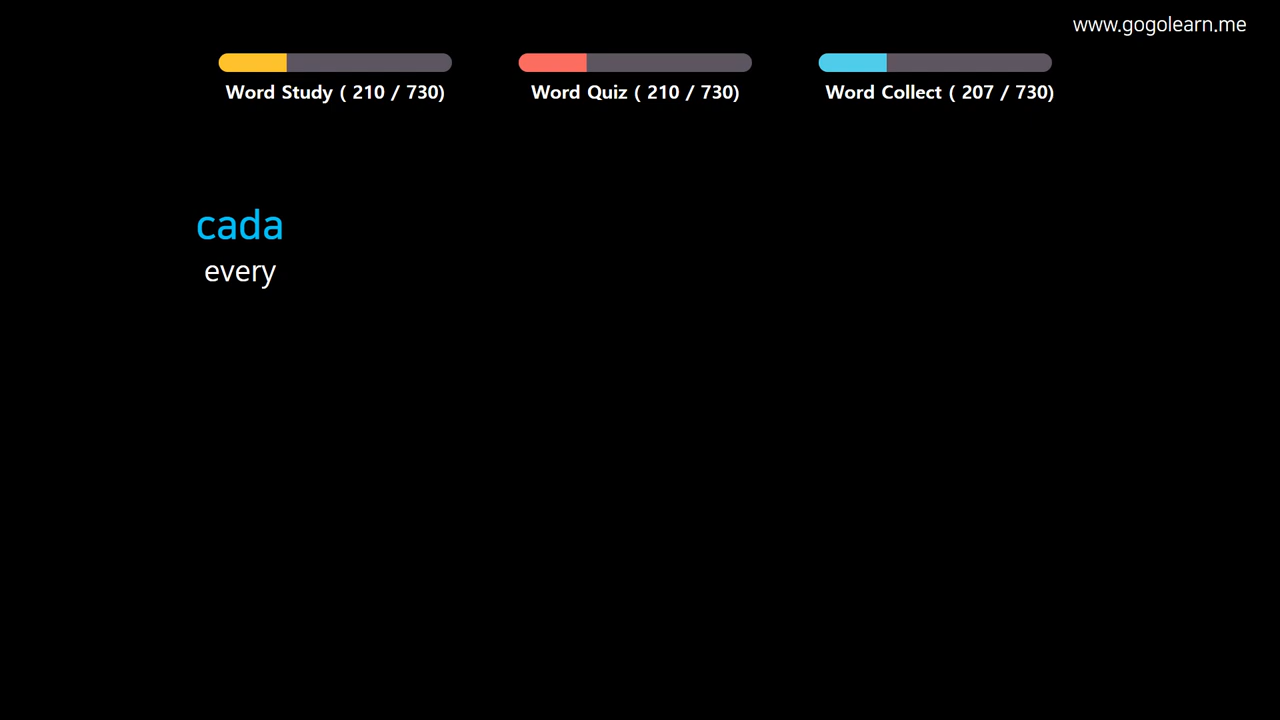 www.gogolearn.me
Word Study ( 210 / 730)
Word Quiz ( 210 / 730)
Word Collect ( 207 / 730)
cada
every